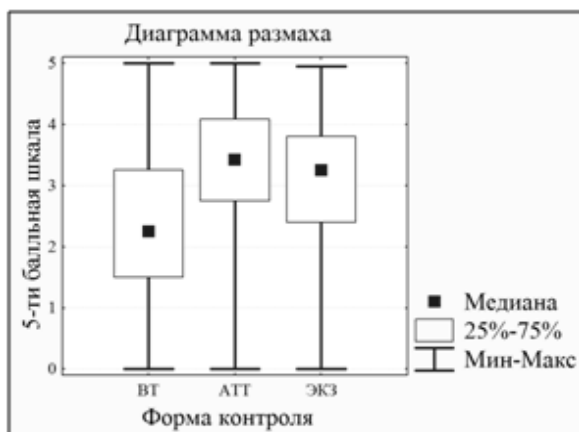 Диаграмма размаха
5-ти балльная шкала
5
4
3
2
1
0
ВТ АТТ ЭКЗ
Форма контроля
Медиана
25%-75%
Мин-Макс